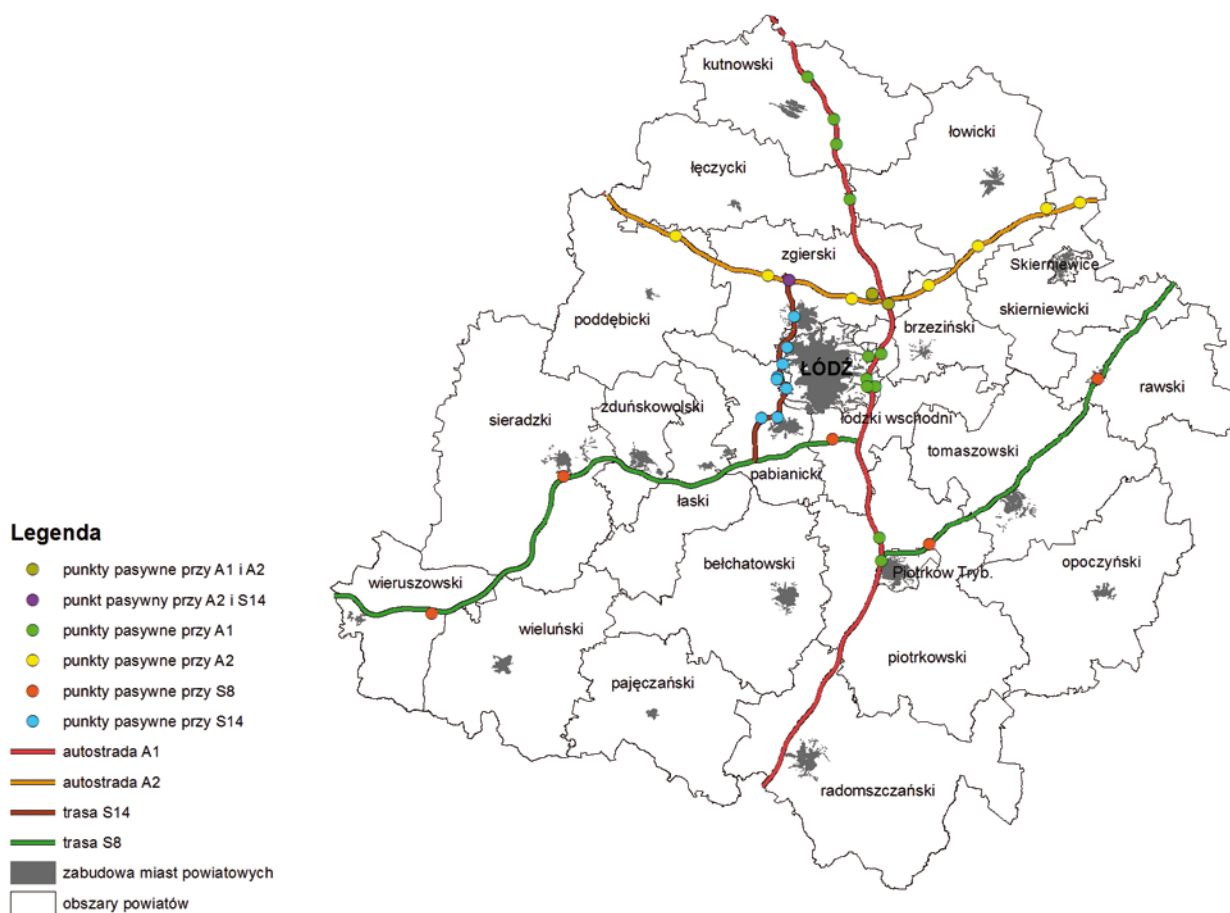 kutnowski
łowicki
łęczycki
zgierski
Skierniewice
poddębicki
brzeziński
skierniewicki
ŁÓDŹ
rawski
zduńskowolski
sieradzki
łódzki wschodni
tomaszowski
pabianicki
łaski
Legenda
bełchatowski
opoczyński
punkty pasywne przy A1 i A2
wieruszowski
Piotrków Tryb.
punkt pasywny przy A2 i S14
punkty pasywne przy A1
wieluński
piotrkowski
punkty pasywne przy A2
pajęczański
punkty pasywne przy S8
punkty pasywne przy S14
autostrada A1
autostrada A2
radomszczański
trasa S14
trasa S8
zabudowa miast powiatowych
obszary powiatów